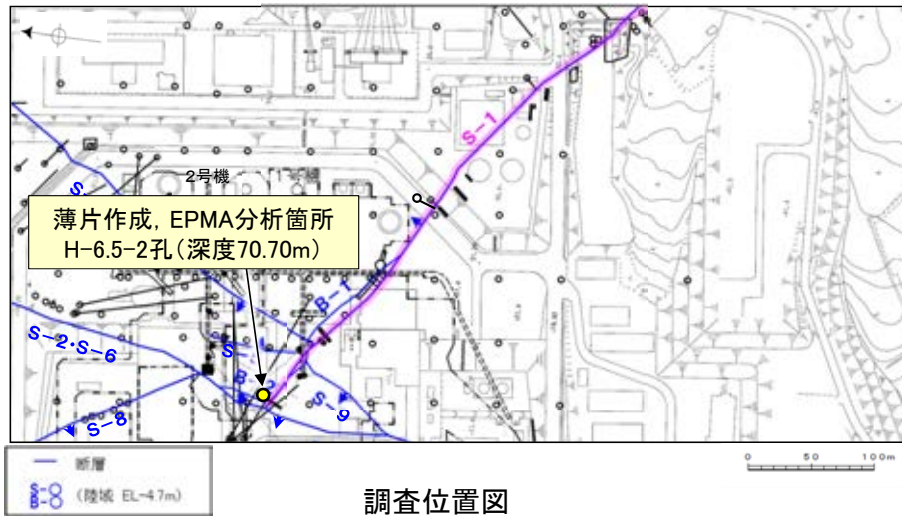 S-1
2号機
薄片作成，EPMA分析箇所
H-6.5-2孔（深度70.70m）
B-1
S-2・S-6
B-2
S-9
S-8
断層
S-○
B-○
（陸域 EL-4.7m）
0 50 100m
調査位置図